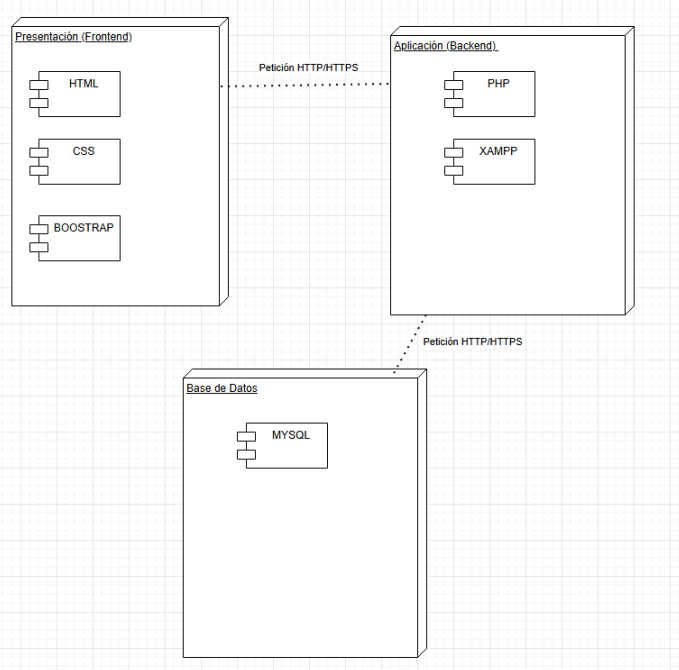 Presentación (Frontend)
HTML
CSS
BOOSTRAP
Petición HTTP/HTTPS
Aplicación (Backend)
PHP
XAMPP
Petición HTTP/HTTPS
Base de Datos
MYSQL